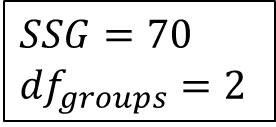 SSG = 70
df_groups = 2